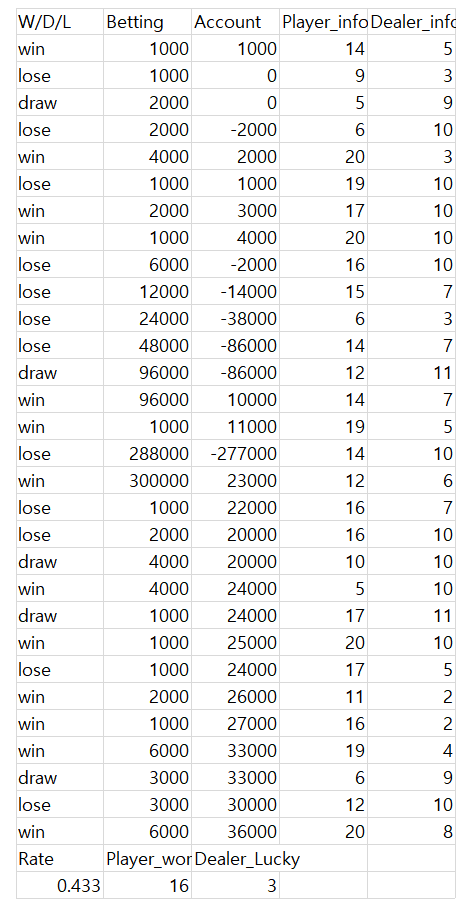 W/D/L Betting Account Player_info Dealer_info
win 1000 1000 14 5
lose 1000 0 9 3
draw 2000 0 5 9
lose 2000 -2000 6 10
win 4000 2000 20 3
lose 1000 1000 19 10
win 2000 3000 17 10
win 1000 4000 20 10
lose 6000 -2000 16 10
lose 12000 -14000 15 7
lose 24000 -38000 6 3
lose 48000 -86000 14 7
draw 96000 -86000 12 11
win 96000 10000 14 7
win 1000 11000 19 5
lose 288000 -277000 14 10
win 300000 23000 12 6
lose 1000 22000 16 7
lose 2000 20000 16 10
draw 4000 20000 10 10
win 4000 24000 5 10
draw 1000 24000 17 11
win 1000 25000 20 10
lose 1000 24000 17 5
win 2000 26000 11 2
win 1000 27000 16 2
win 6000 33000 19 4
draw 3000 33000 6 9
lose 3000 30000 12 10
win 6000 36000 20 8
Rate Player_wor Dealer_Lucky
0.433 16 3